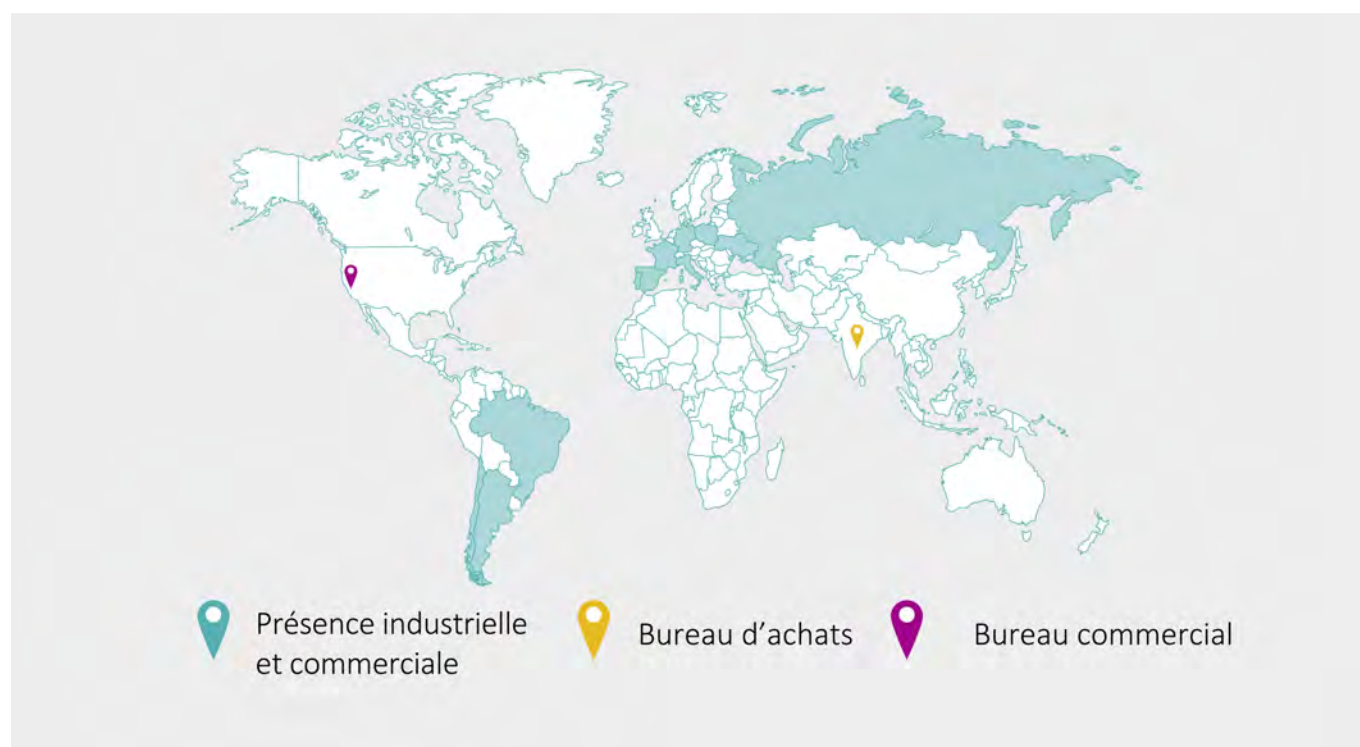 Présence industrielle
et commerciale
Bureau d’achats
Bureau commercial